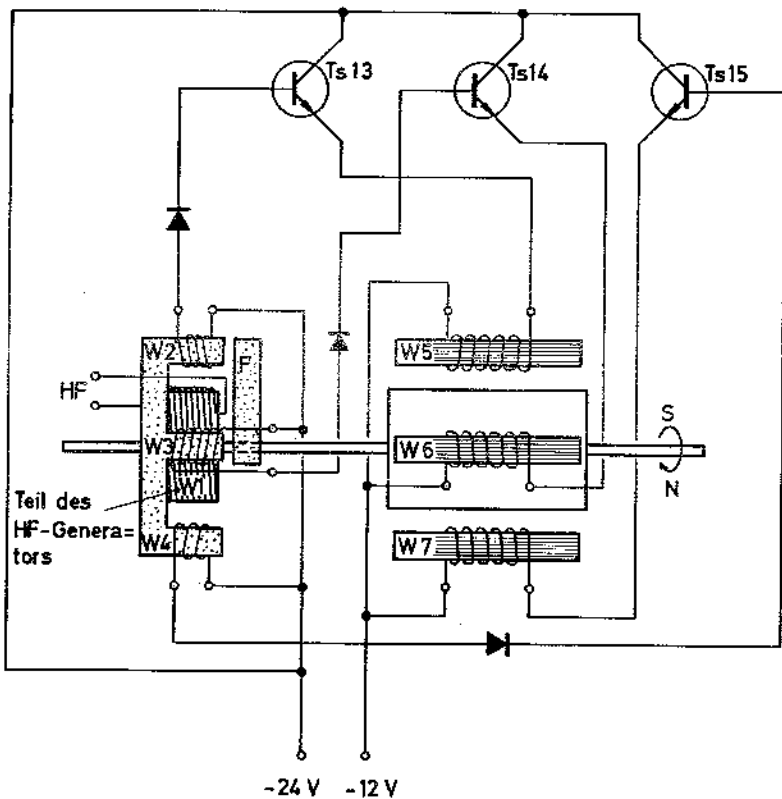 Ts13
Ts14
Ts15
W2
F
W5
HF
W3
W6
S
W1
N
Teil des
HF-Genera=
tors
W4
W7
-24 V
-12 V